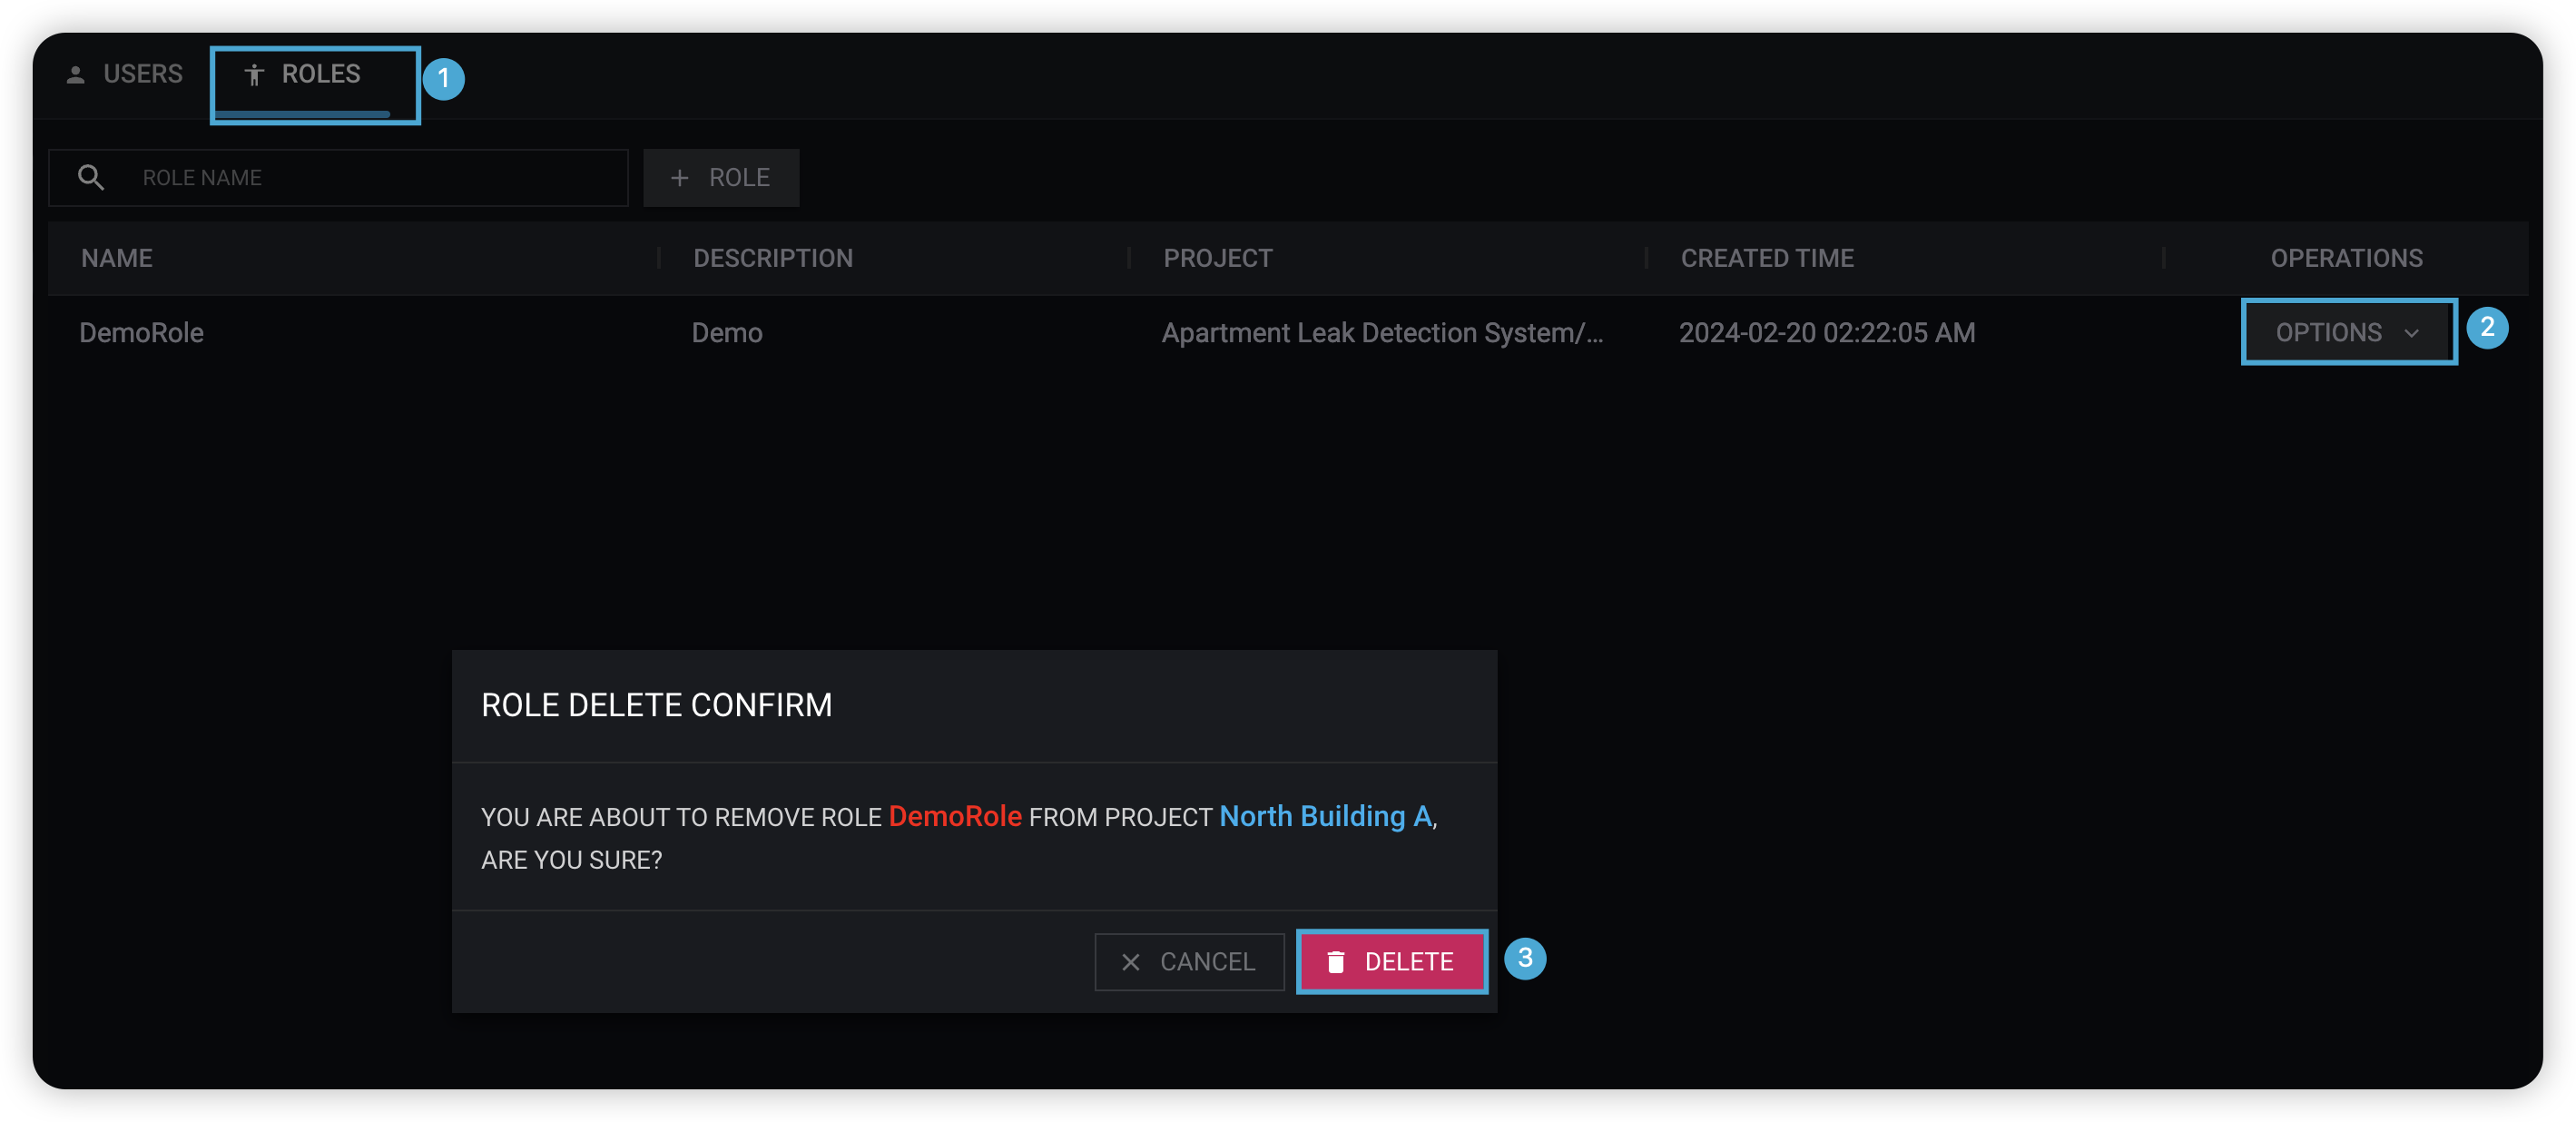 USERS ROLES 1
ROLE NAME + ROLE
NAME DESCRIPTION PROJECT CREATED TIME OPERATIONS
DemoRole Demo Apartment Leak Detection System/... 2024-02-20 02:22:05 AM OPTIONS 2
ROLE DELETE CONFIRM
YOU ARE ABOUT TO REMOVE ROLE DemoRole FROM PROJECT North Building A,
ARE YOU SURE?
CANCEL DELETE 3